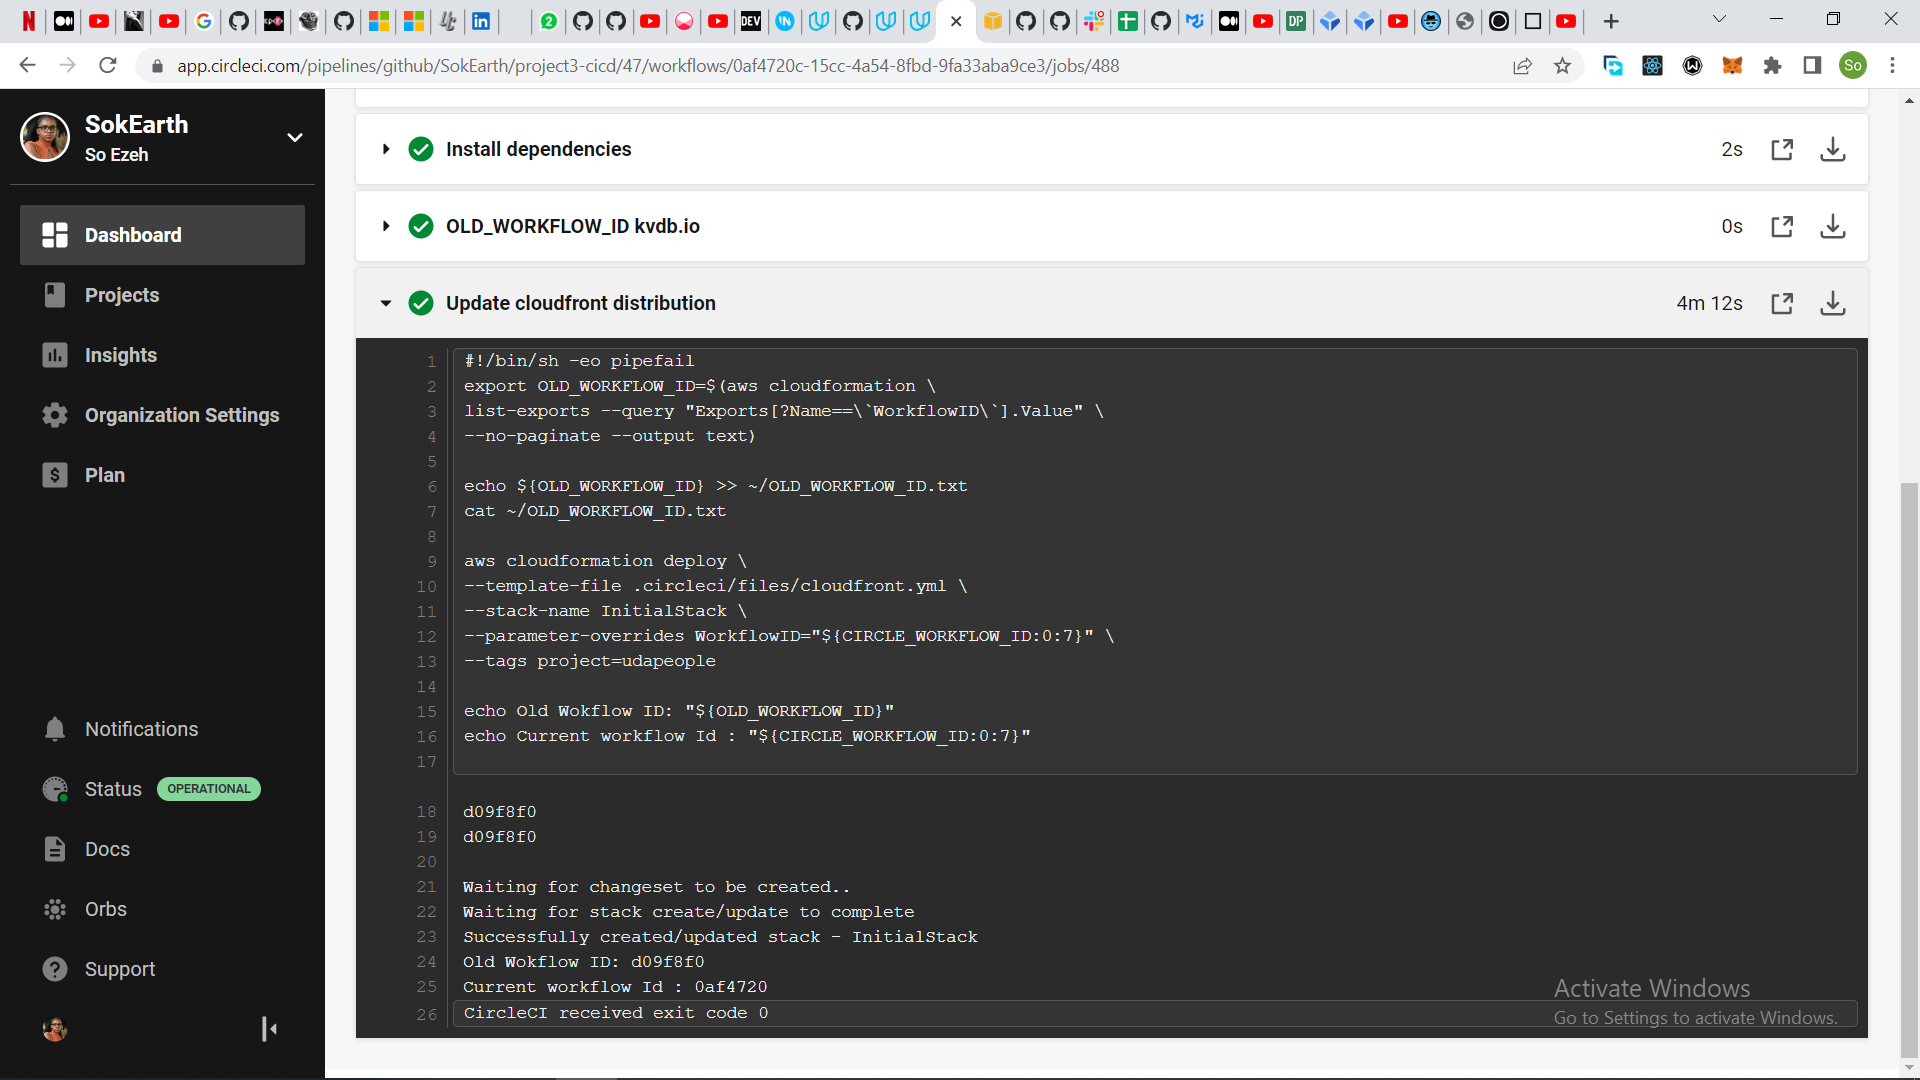 app.circleci.com/pipelines/github/SokEarth/project3-cicd/47/workflows/0af4720c-15cc-4a54-8fbd-9fa33aba9ce3/jobs/488
So
SokEarth
So Ezeh
Dashboard
Projects
Insights
Organization Settings
Plan
Notifications
Status OPERATIONAL
Docs
Orbs
Support
Install dependencies 2s
OLD_WORKFLOW_ID kvdb.io 0s
Update cloudfront distribution 4m 12s
1 #!/bin/sh -eo pipefail
2 export OLD_WORKFLOW_ID=$(aws cloudformation \
3 list-exports --query "Exports[?Name==\`WorkflowID\`].Value" \
4 --no-paginate --output text)
5
6 echo ${OLD_WORKFLOW_ID} >> ~/OLD_WORKFLOW_ID.txt
7 cat ~/OLD_WORKFLOW_ID.txt
8
9 aws cloudformation deploy \
10 --template-file .circleci/files/cloudfront.yml \
11 --stack-name InitialStack \
12 --parameter-overrides WorkflowID="${CIRCLE_WORKFLOW_ID:0:7}" \
13 --tags project=udapeople
14
15 echo Old Wokflow ID: "${OLD_WORKFLOW_ID}"
16 echo Current workflow Id : "${CIRCLE_WORKFLOW_ID:0:7}"
17
18 d09f8f0
19 d09f8f0
20
21 Waiting for changeset to be created..
22 Waiting for stack create/update to complete
23 Successfully created/updated stack - InitialStack
24 Old Wokflow ID: d09f8f0
25 Current workflow Id : 0af4720
26 CircleCI received exit code 0
Activate Windows
Go to Settings to activate Windows.